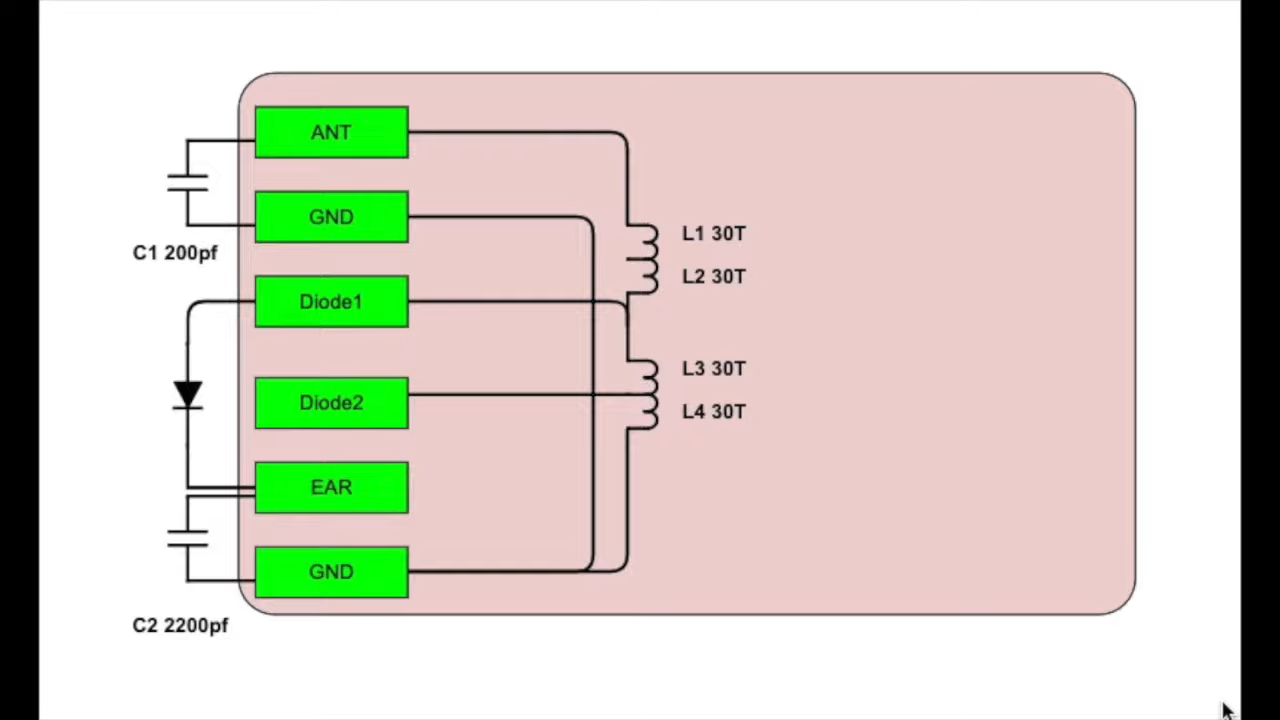 ANT
GND
C1 200pf
Diode1
Diode2
EAR
GND
C2 2200pf
L1 30T
L2 30T
L3 30T
L4 30T